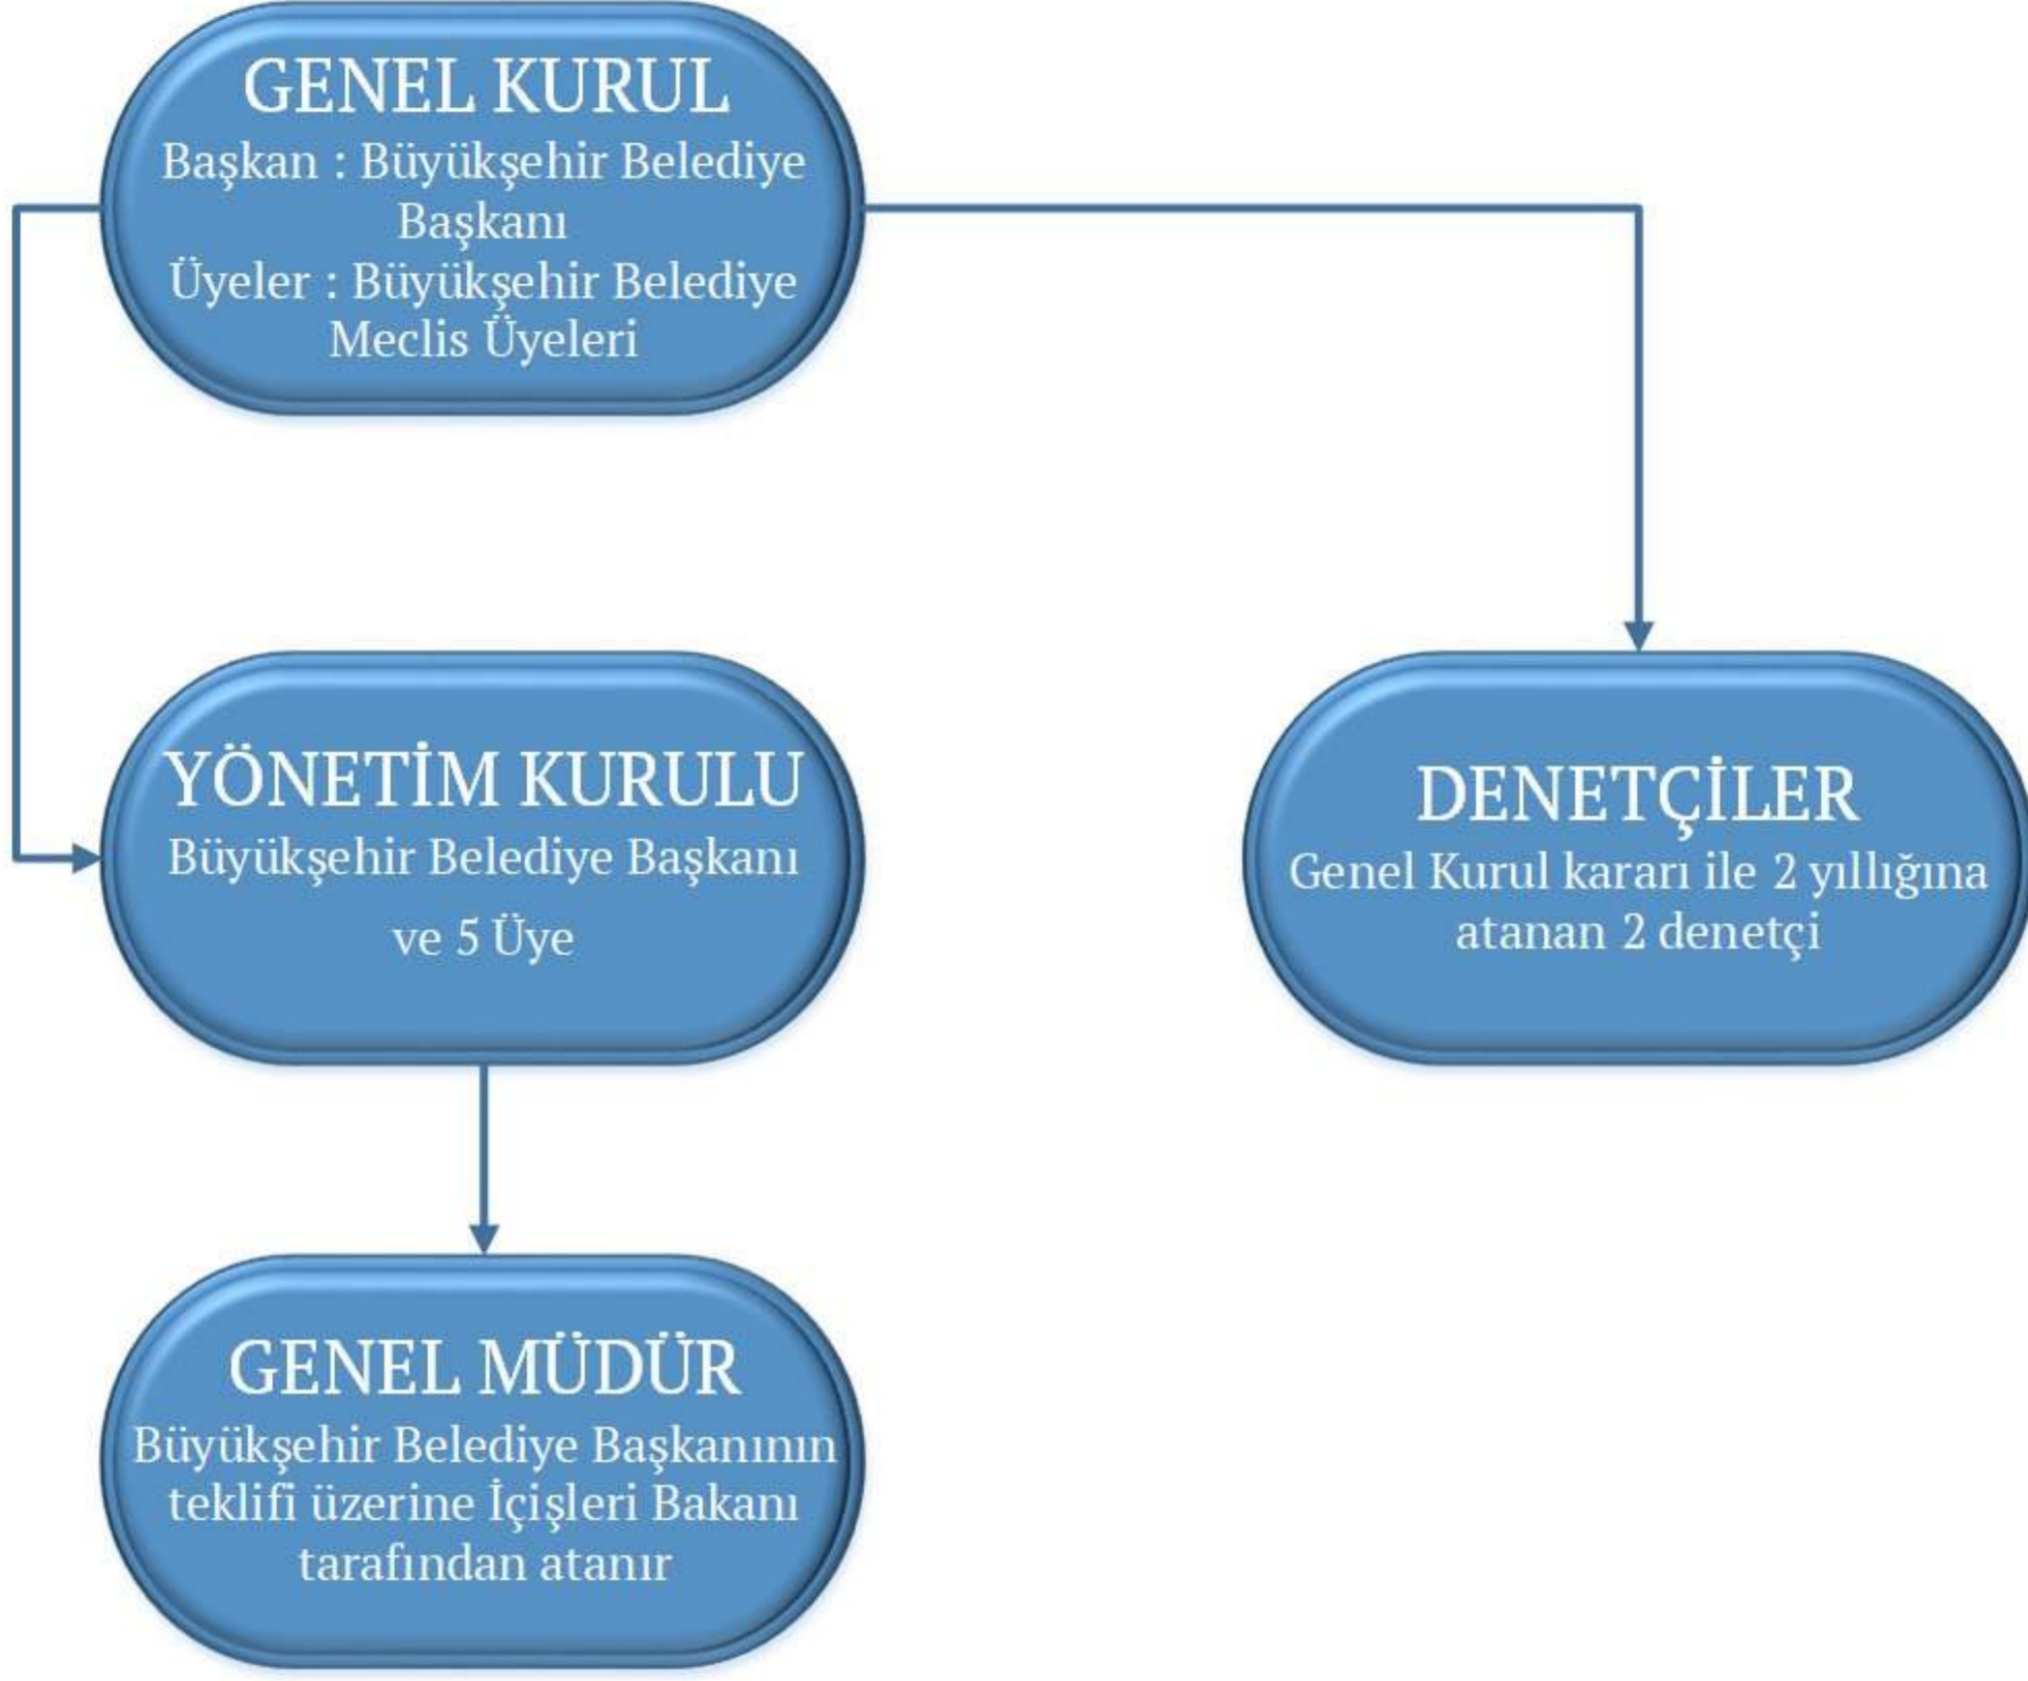 GENEL KURUL
Başkan : Büyükşehir Belediye
Başkanı
Üyeler : Büyükşehir Belediye
Meclis Üyeleri
YÖNETİM KURULU
Büyükşehir Belediye Başkanı
ve 5 Üye
DENETÇİLER
Genel Kurul kararı ile 2 yıllığına
atanan 2 denetçi
GENEL MÜDÜR
Büyükşehir Belediye Başkanının
teklifi üzerine İçişleri Bakanı
tarafından atanır